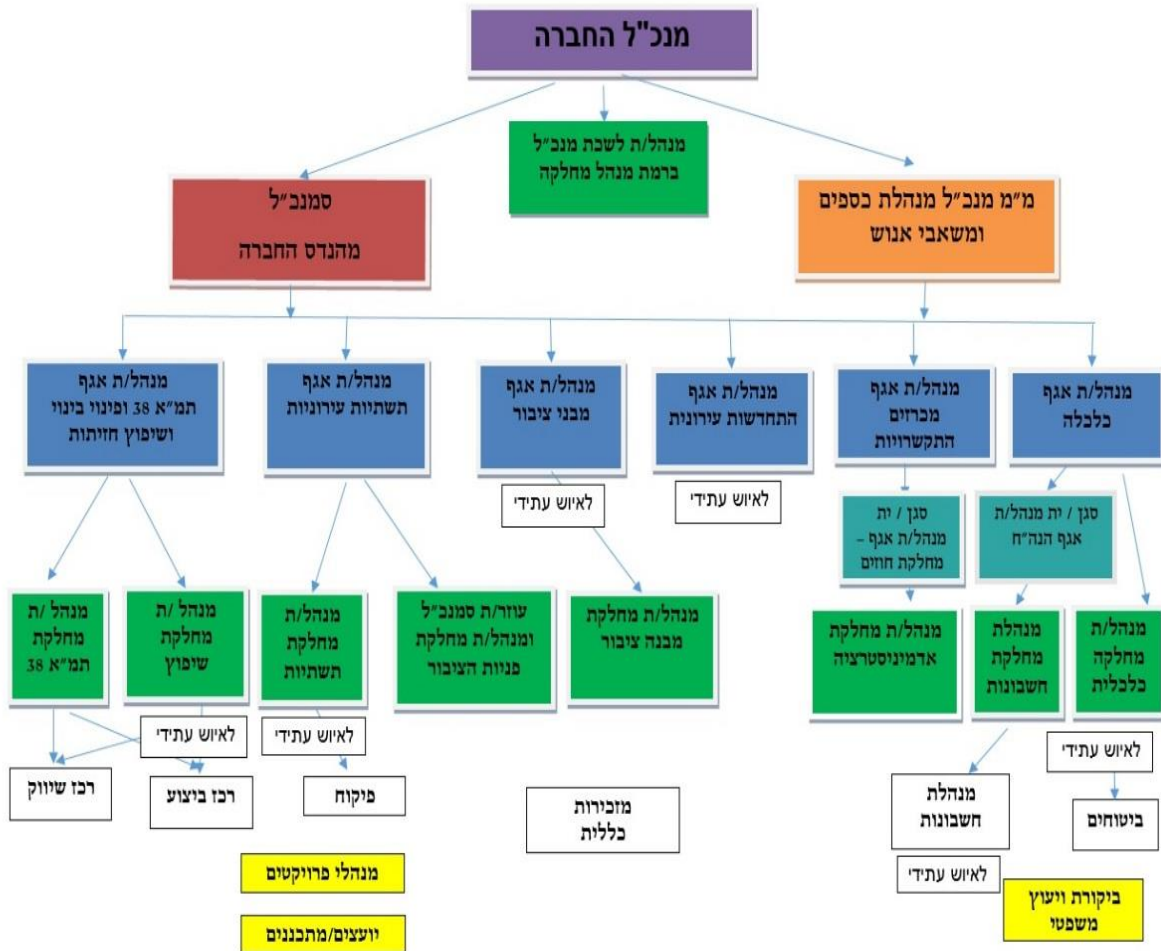 מנכ"ל החברה
מנהל/ת לשכת מנכ״ל
ברמת מנהל מחלקה
מ״מ מנכ״ל מנהלת כספים
ומשאבי אנוש
סמנכ״ל
מהנדס החברה
מנהל/ת אגף
כלכלה
מנהל/ת אגף
מכרזים
התקשרויות
מנהל/ת אגף
התחדשות עירונית
מנהל/ת אגף
מבני ציבור
מנהל/ת אגף
תשתיות עירוניות
מנהל/ת אגף
תמ״א 38 ופינוי בינוי
ושיפוץ חזיתות
לאיוש עתידי
לאיוש עתידי
סגן / ית מנהל/ת
אגף הנה״ח
סגן / ית
מנהל/ת אגף –
מחלקת חוזים
מנהל/ת
מחלקה
כלכלית
מנהלת
מחלקת
חשבונות
מנהל/ת מחלקת
אדמיניסטרציה
מנהל/ת מחלקת
מבנה ציבור
עוזר/ת סמנכ״ל
ומנהל/ת מחלקת
פניות הציבור
מנהל/ת
מחלקת
תשתיות
מנהל /ת
מחלקת
שיפוץ
מנהל /ת
מחלקת
תמ״א 38
לאיוש עתידי
לאיוש עתידי
לאיוש עתידי
ביטוחים
מנהלת
חשבונות
לאיוש עתידי
מזכירות
כללית
פיקוח
רכז ביצוע
רכז שיווק
ביקורת ויעוץ
משפטי
מנהלי פרויקטים
יועצים/מתכננים